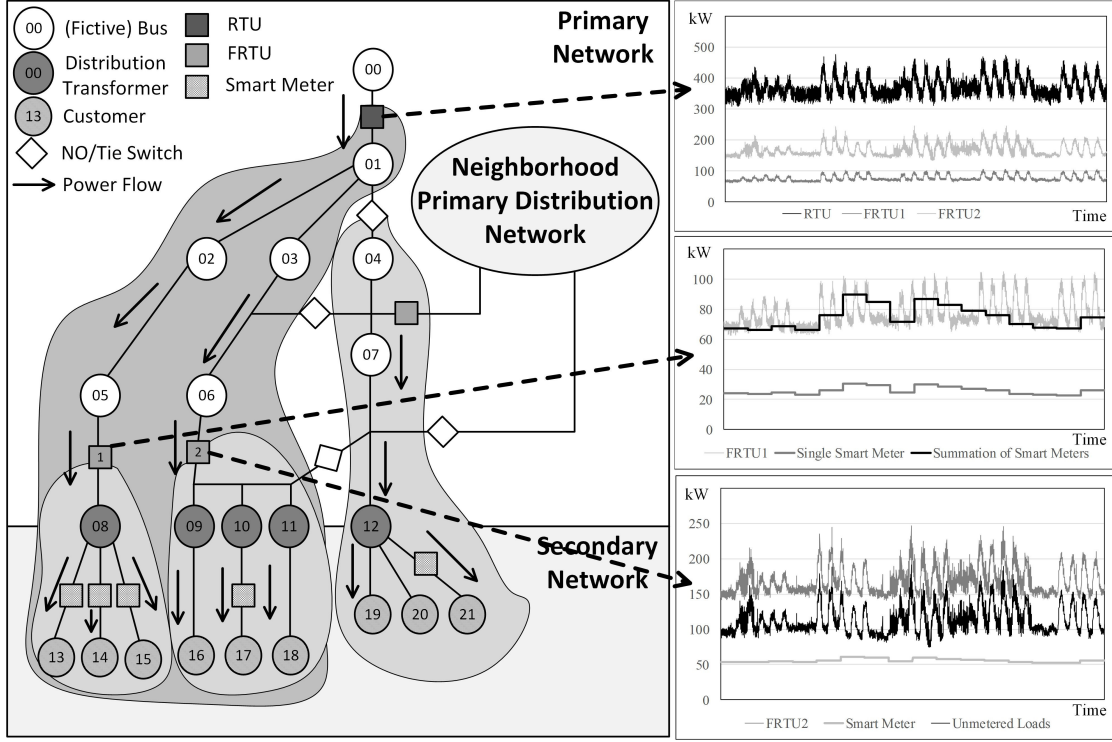 00
(Fictive) Bus
RTU
00
Distribution
Transformer
FRTU
Smart Meter
13
Customer
NO/Tie Switch
Power Flow
Primary
Network
00
01
Neighborhood
Primary Distribution
Network
02
03
04
07
05
06
1
2
08
09
10
11
12
Secondary
Network
19
20
21
13
14
15
16
17
18
kW
500
400
300
200
100
0
RTU
FRTU1
FRTU2
Time
kW
100
80
60
40
20
0
Time
FRTU1
Single Smart Meter
Summation of Smart Meters
kW
250
200
150
100
50
0
Time
FRTU2
Smart Meter
Unmetered Loads